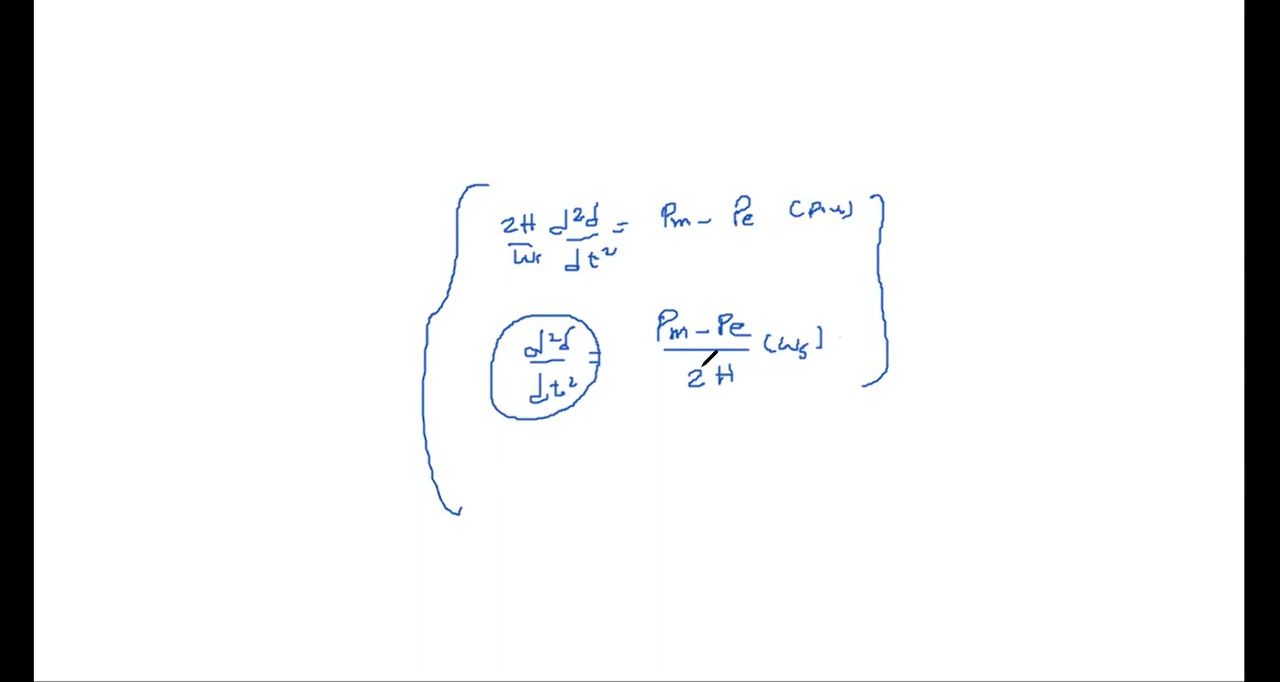 2H/ωs d²δ/dt² = Pm - Pe (P.u)
d²δ/dt² = Pm - Pe/2H (ωs)